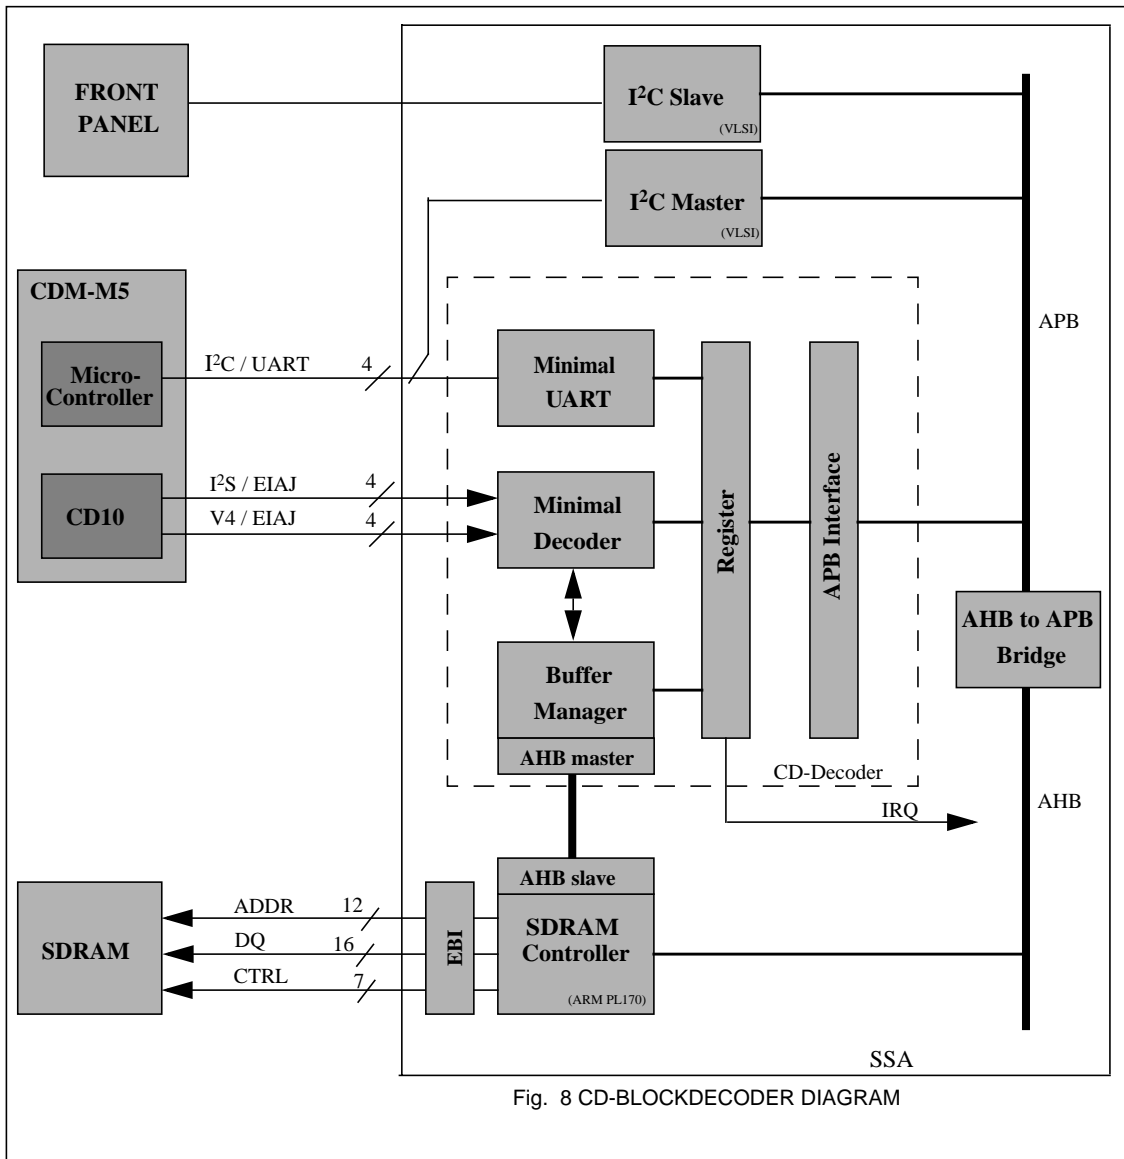 FRONT
PANEL
I²C Slave
(VLSI)
I²C Master
(VLSI)
CDM-M5
APB
Micro-
Controller
I²C / UART
4
Minimal
UART
CD10
I²S / EIAJ
4
V4 / EIAJ
4
Minimal
Decoder
Register
APB Interface
AHB to APB
Bridge
Buffer
Manager
AHB master
CD-Decoder
IRQ
AHB
SDRAM
ADDR
12
DQ
16
CTRL
7
EBI
AHB slave
SDRAM
Controller
(ARM PL170)
SSA
Fig. 8 CD-BLOCKDECODER DIAGRAM